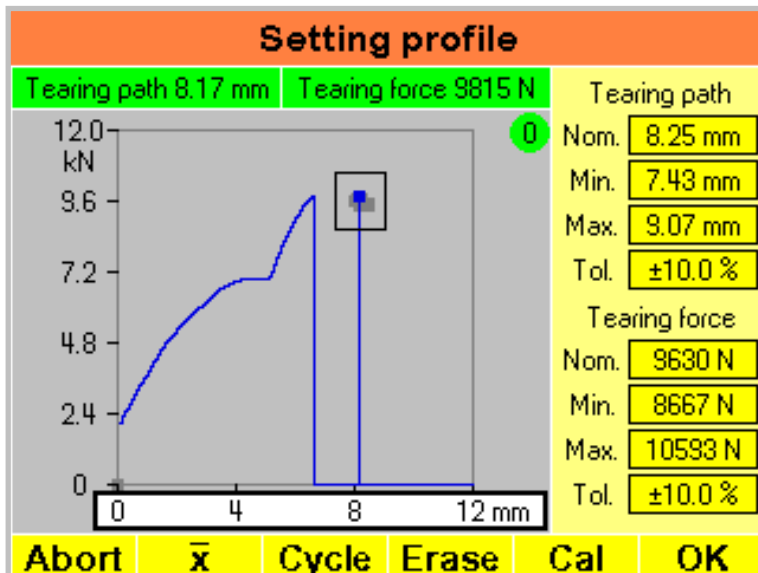 Setting profile
Tearing path 8.17 mm Tearing force 9815 N
0
12.0
kN
9.6
7.2
4.8
2.4
0
0 4 8 12 mm
Tearing path
Nom. 8.25 mm
Min. 7.43 mm
Max. 9.07 mm
Tol. ±10.0 %
Tearing force
Nom. 9630 N
Min. 8667 N
Max. 10593 N
Tol. ±10.0 %
Abort x̅ Cycle Erase Cal OK